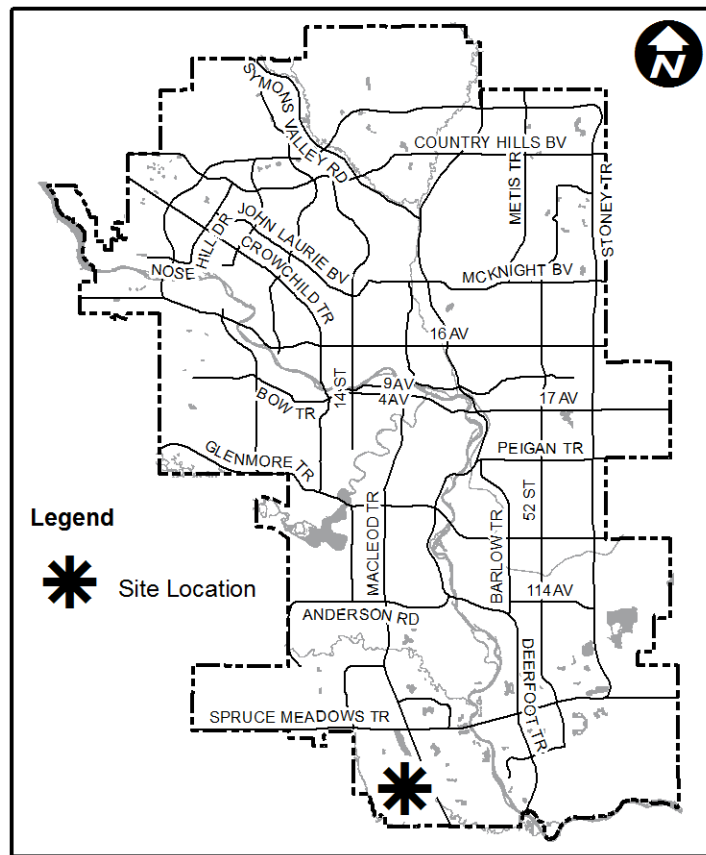 N
SYMONS VALLEY RD
COUNTRY HILLS BV
METIS TR
STONEY TR
JOHN LAURIE BV
NOSE HILL DR
CROWCHILD TR
MCKNIGHT BV
16 AV
14 ST
9 AV
4 AV
17 AV
BOW TR
GLENMORE TR
PEIGAN TR
52 ST
Legend
MACLEOD TR
BARLOW TR
Site Location
114 AV
ANDERSON RD
DEERFOOT TR
SPRUCE MEADOWS TR